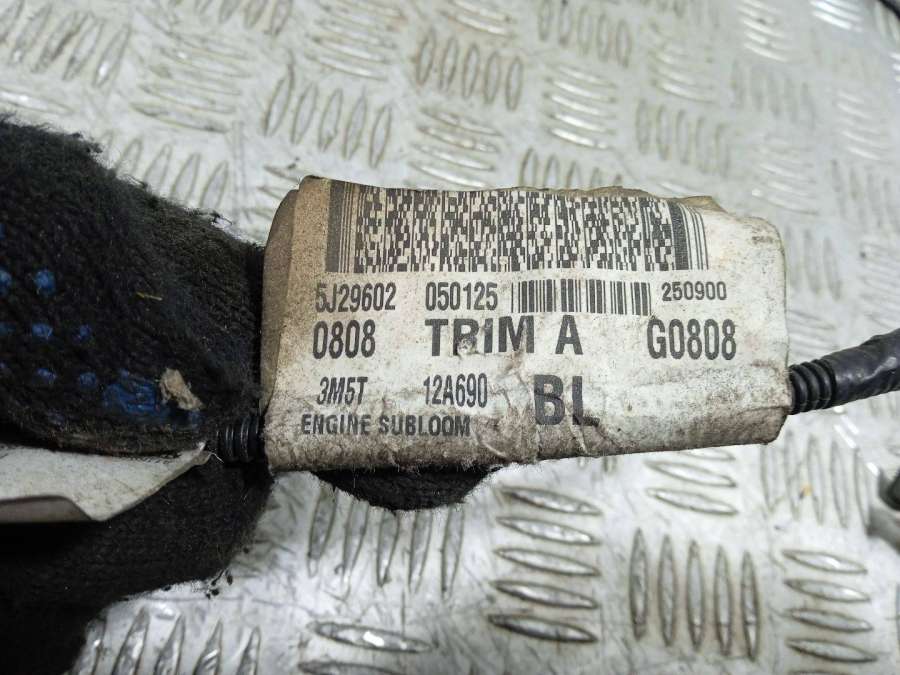 5J29602 050125 250900
0808 TRIM A G0808
3M5T 12A690 BL
ENGINE SUBLOOM